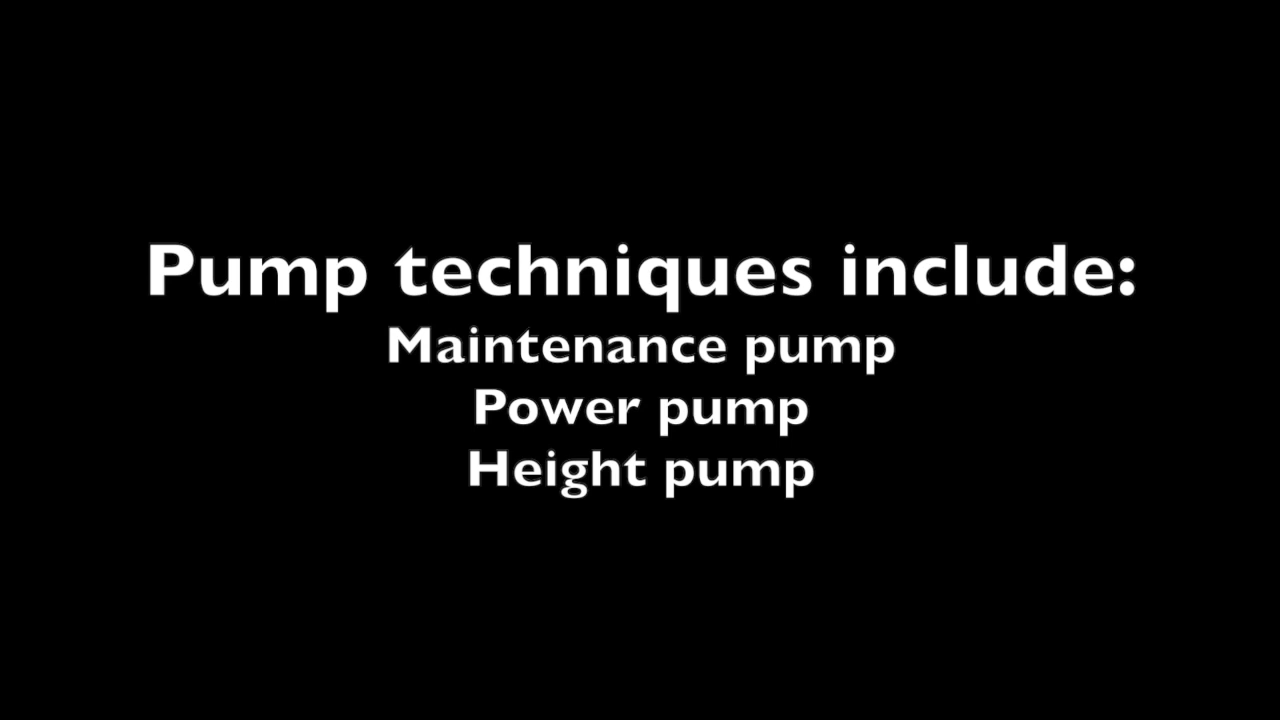 Pump techniques include:
Maintenance pump
Power pump
Height pump